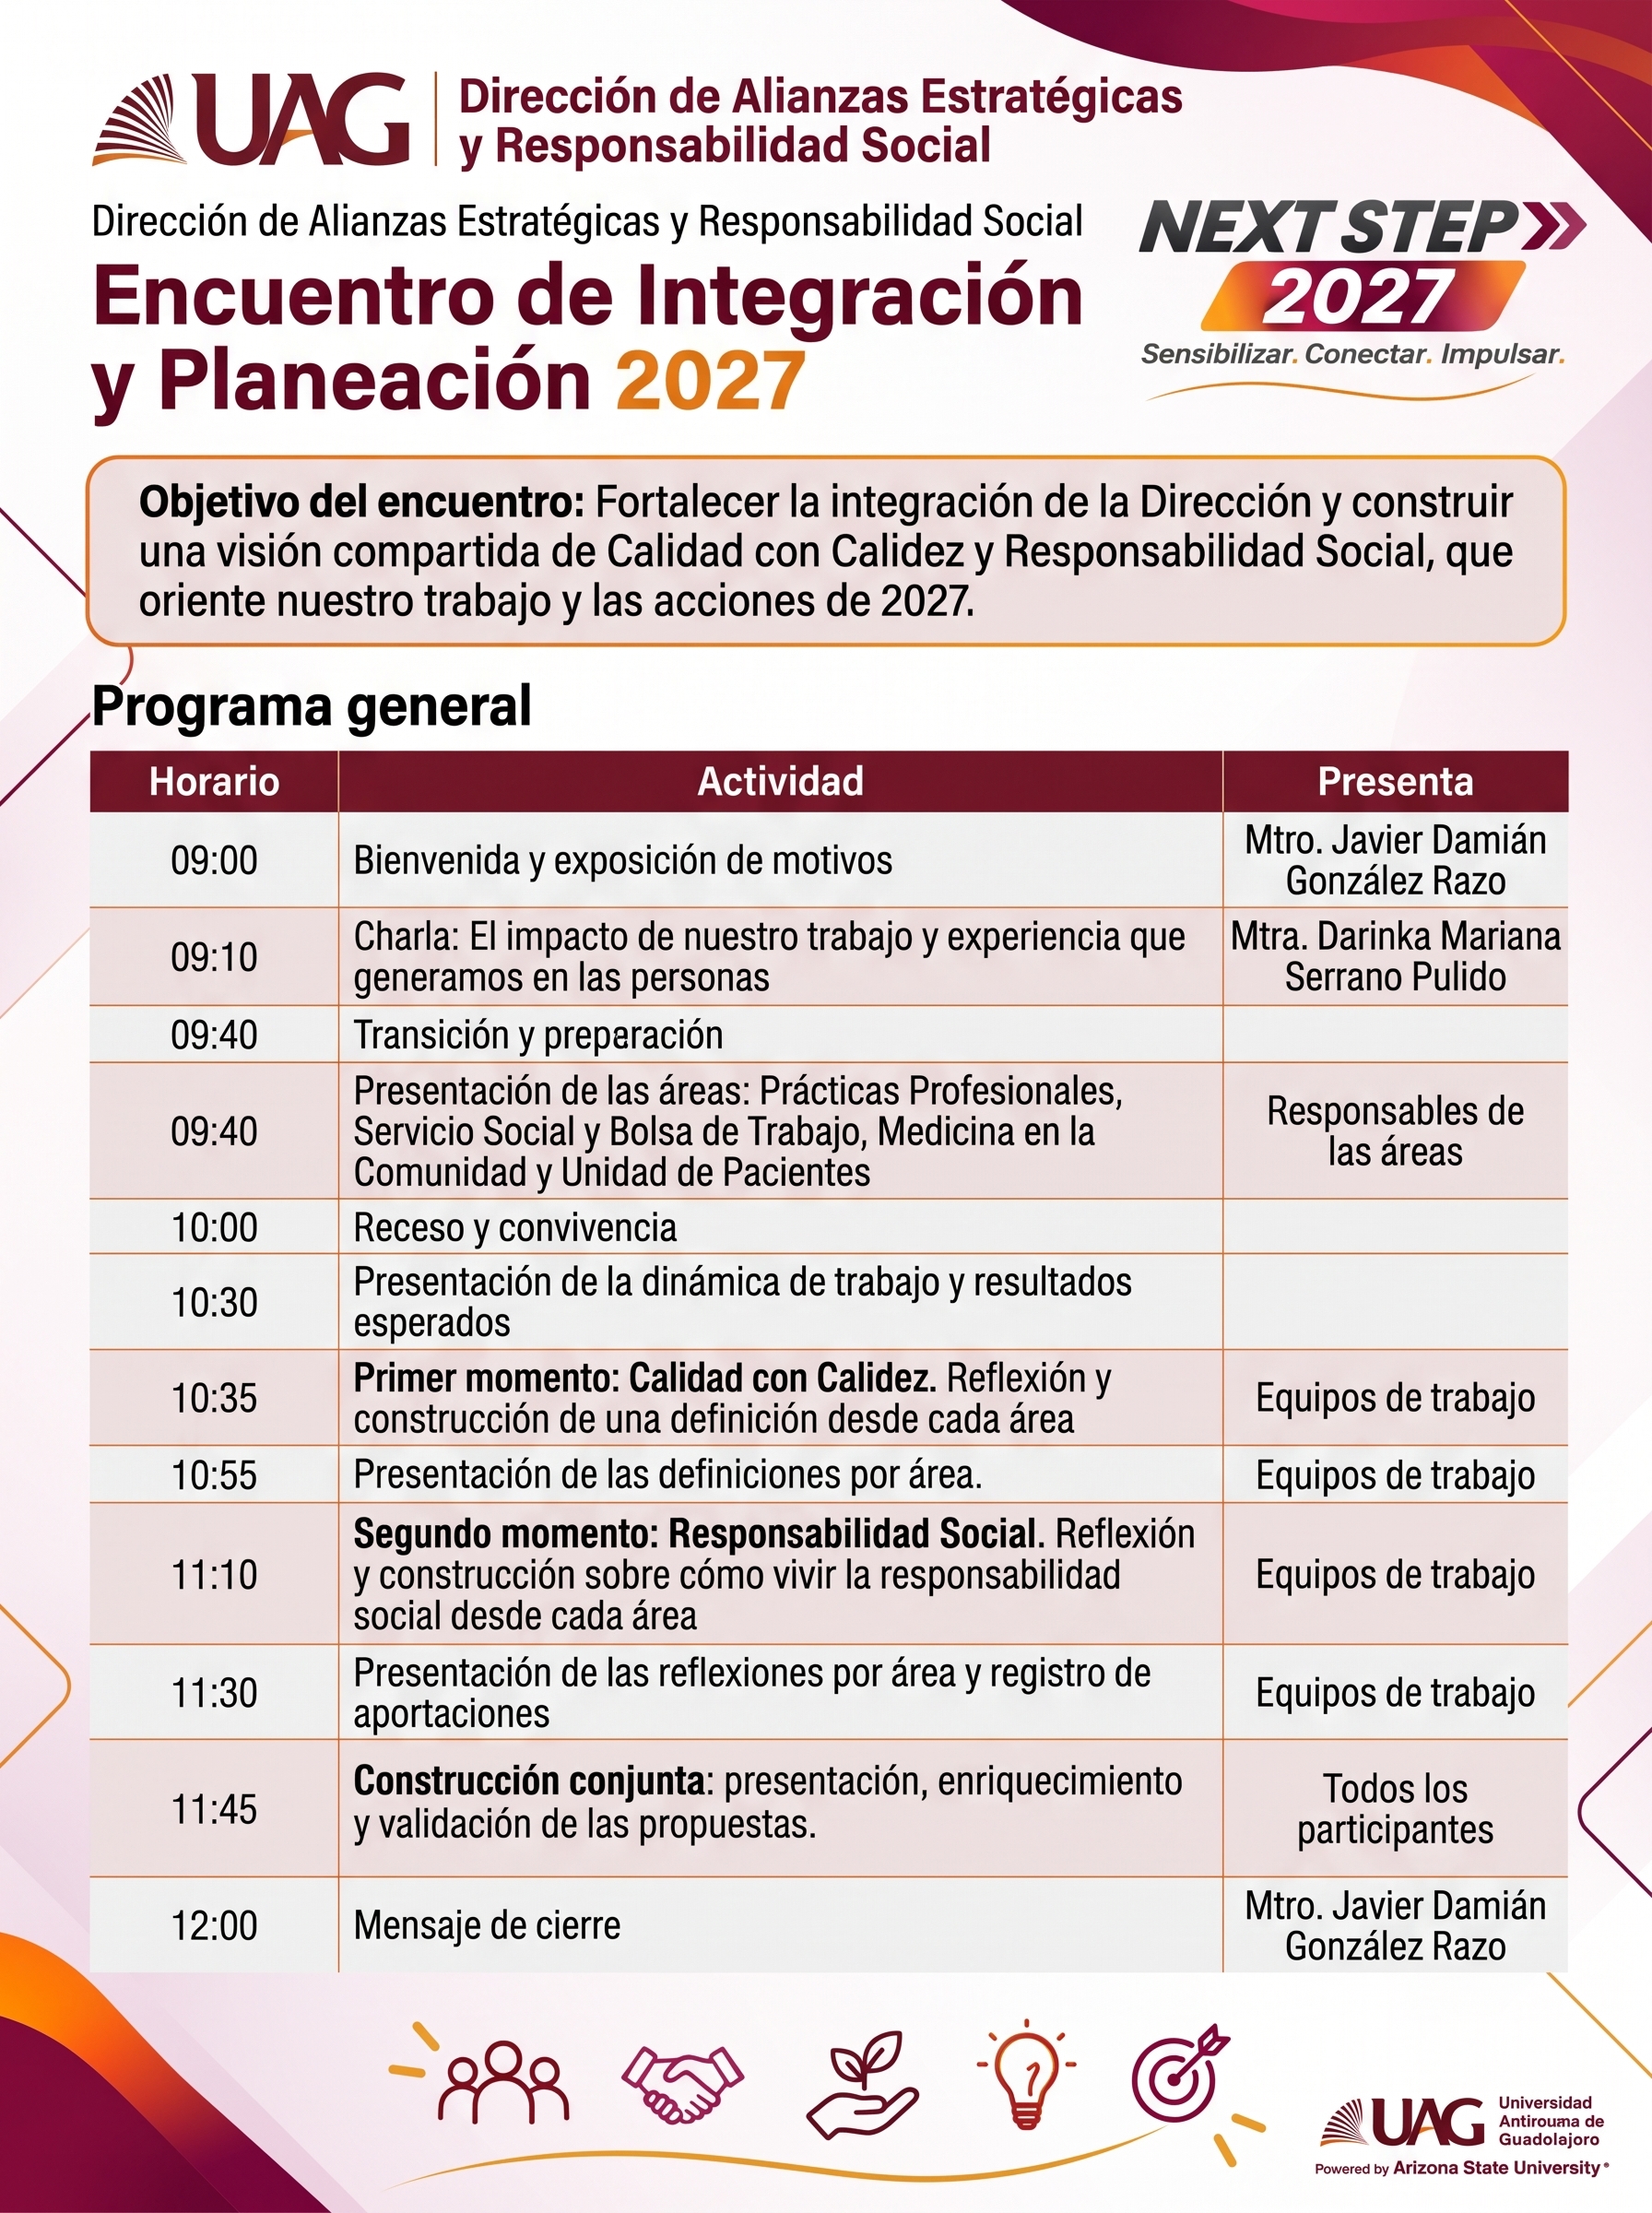 UAG
Dirección de Alianzas Estratégicas
y Responsabilidad Social
Dirección de Alianzas Estratégicas y Responsabilidad Social
Encuentro de Integración
y Planeación 2027
NEXT STEP
2027
Sensibilizar. Conectar. Impulsar.
Objetivo del encuentro: Fortalecer la integración de la Dirección y construir
una visión compartida de Calidad con Calidez y Responsabilidad Social, que
oriente nuestro trabajo y las acciones de 2027.
Programa general
Horario Actividad Presenta
09:00 Bienvenida y exposición de motivos Mtro. Javier Damián
González Razo
09:10 Charla: El impacto de nuestro trabajo y experiencia que
generamos en las personas Mtra. Darinka Mariana
Serrano Pulido
09:40 Transición y preparación
09:40 Presentación de las áreas: Prácticas Profesionales,
Servicio Social y Bolsa de Trabajo, Medicina en la
Comunidad y Unidad de Pacientes Responsables de
las áreas
10:00 Receso y convivencia
10:30 Presentación de la dinámica de trabajo y resultados
esperados
10:35 Primer momento: Calidad con Calidez. Reflexión y
construcción de una definición desde cada área Equipos de trabajo
10:55 Presentación de las definiciones por área. Equipos de trabajo
11:10 Segundo momento: Responsabilidad Social. Reflexión
y construcción sobre cómo vivir la responsabilidad
social desde cada área Equipos de trabajo
11:30 Presentación de las reflexiones por área y registro de
aportaciones Equipos de trabajo
11:45 Construcción conjunta: presentación, enriquecimiento
y validación de las propuestas. Todos los
participantes
12:00 Mensaje de cierre Mtro. Javier Damián
González Razo
UAG
Universidad
Antirouma de
Guadolajoro
Powered by Arizona State University®